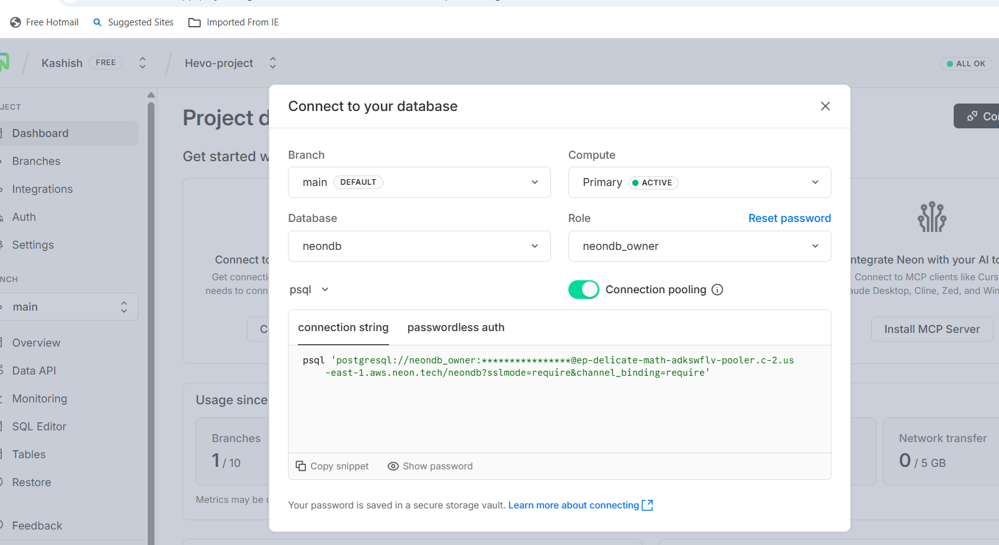 Free Hotmail
Suggested Sites
Imported From IE
Kashish FREE
Hevo-project
ALL OK
JECT
Dashboard
Branches
Integrations
Auth
Settings
NCH
main
Overview
Data API
Monitoring
SQL Editor
Tables
Restore
Feedback
Project d
Get started w
Connect to
Get connecti
needs to conn
C
Usage since
Branches
1 / 10
Metrics may be d
Connect to your database
Branch
main DEFAULT
Compute
Primary ACTIVE
Database
neondb
Role
Reset password
neondb_owner
psql
Connection pooling
connection string
passwordless auth
psql 'postgresql://neondb_owner:****************@ep-delicate-math-adkswflv-pooler.c-2.us
-east-1.aws.neon.tech/neondb?sslmode=require&channel_binding=require'
Copy snippet
Show password
Your password is saved in a secure storage vault. Learn more about connecting
Con
ntegrate Neon with your AI to
Connect to MCP clients like Curs
aude Desktop, Cline, Zed, and Win
Install MCP Server
Network transfer
0 / 5 GB